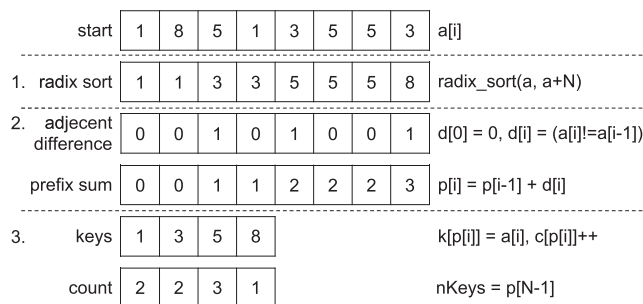 start 1 8 5 1 3 5 5 3 a[i]
1. radix sort 1 1 3 3 5 5 5 8 radix_sort(a, a+N)
2. adjecent
difference 0 0 1 0 1 0 0 1 d[0] = 0, d[i] = (a[i]!=a[i-1])
prefix sum 0 0 1 1 2 2 2 3 p[i] = p[i-1] + d[i]
3. keys 1 3 5 8 k[p[i]] = a[i], c[p[i]]++
count 2 2 3 1 nKeys = p[N-1]